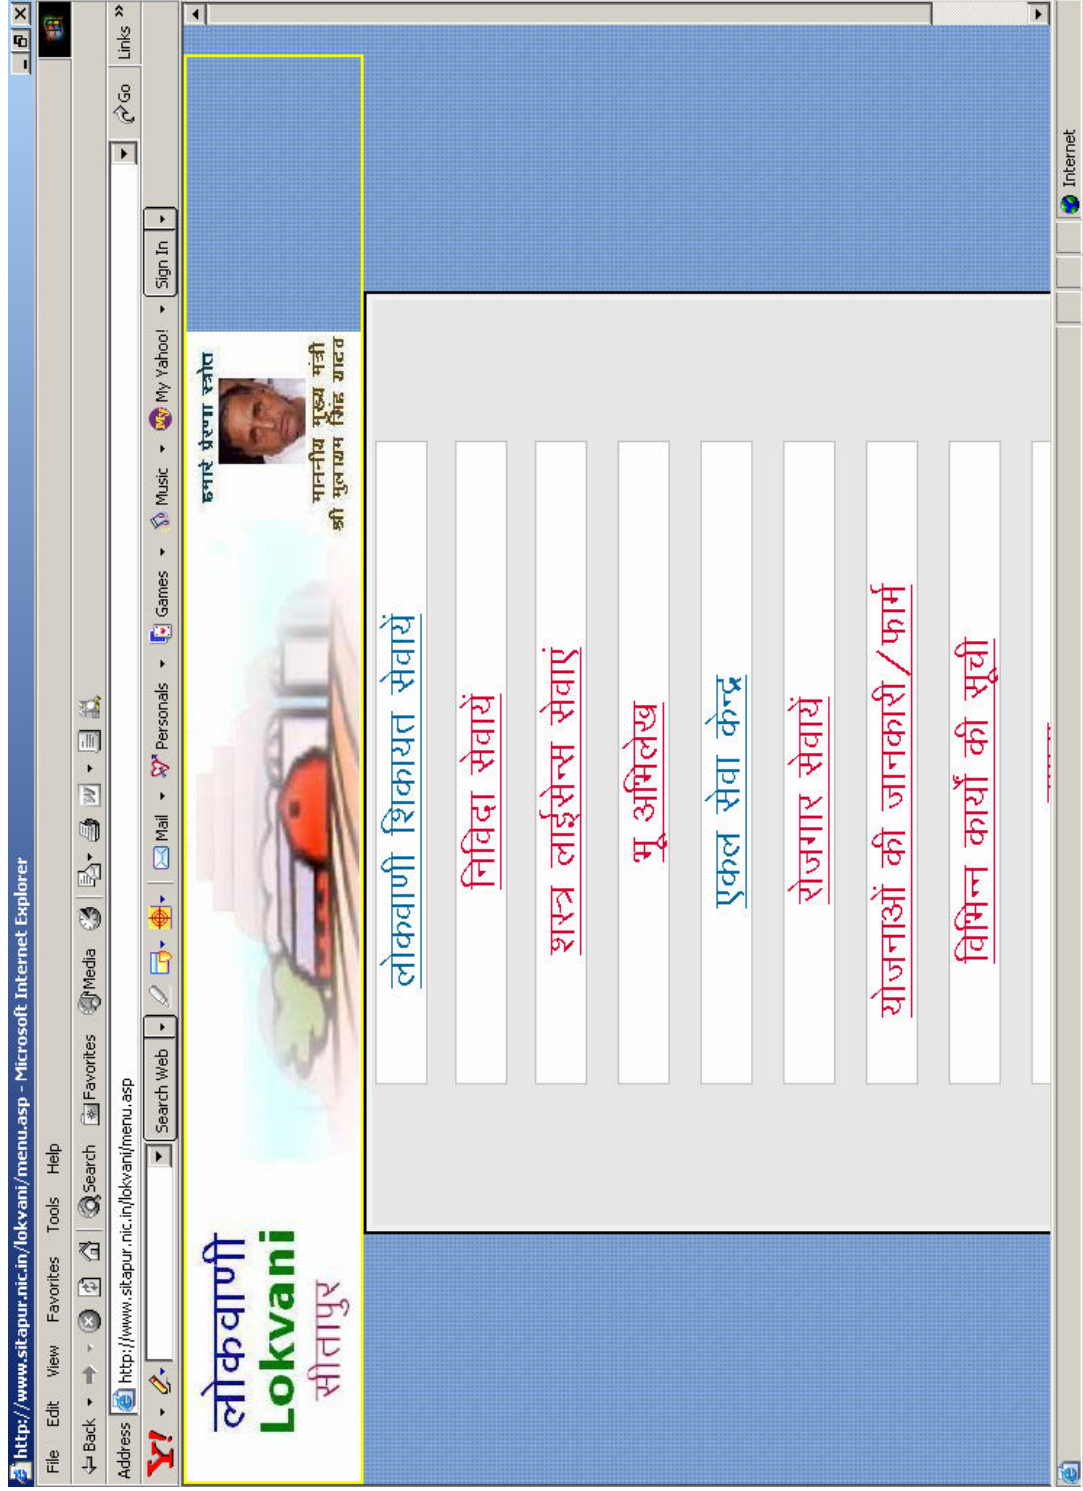 http://www.sitapur.nic.in/lokvani/menu.asp - Microsoft Internet Explorer
File Edit View Favorites Tools Help
Back Search Favorites Media
Address http://www.sitapur.nic.in/lokvani/menu.asp Go Links »
Y! Search Web Mail Personals Games Music My Yahoo! Sign In
लोकवाणी
Lokvani
सीतापुर
हमारे प्रेरणा स्त्रोत
माननीय मुख्य मंत्री
श्री मुलायम सिंह यादव
लोकवाणी शिकायत सेवायें
निविदा सेवायें
शस्त्र लाईसेन्स सेवाएं
भू अभिलेख
एकल सेवा केन्द्र
रोजगार सेवायें
योजनाओं की जानकारी/फार्म
विभिन्न कार्यो की सूँची
Internet